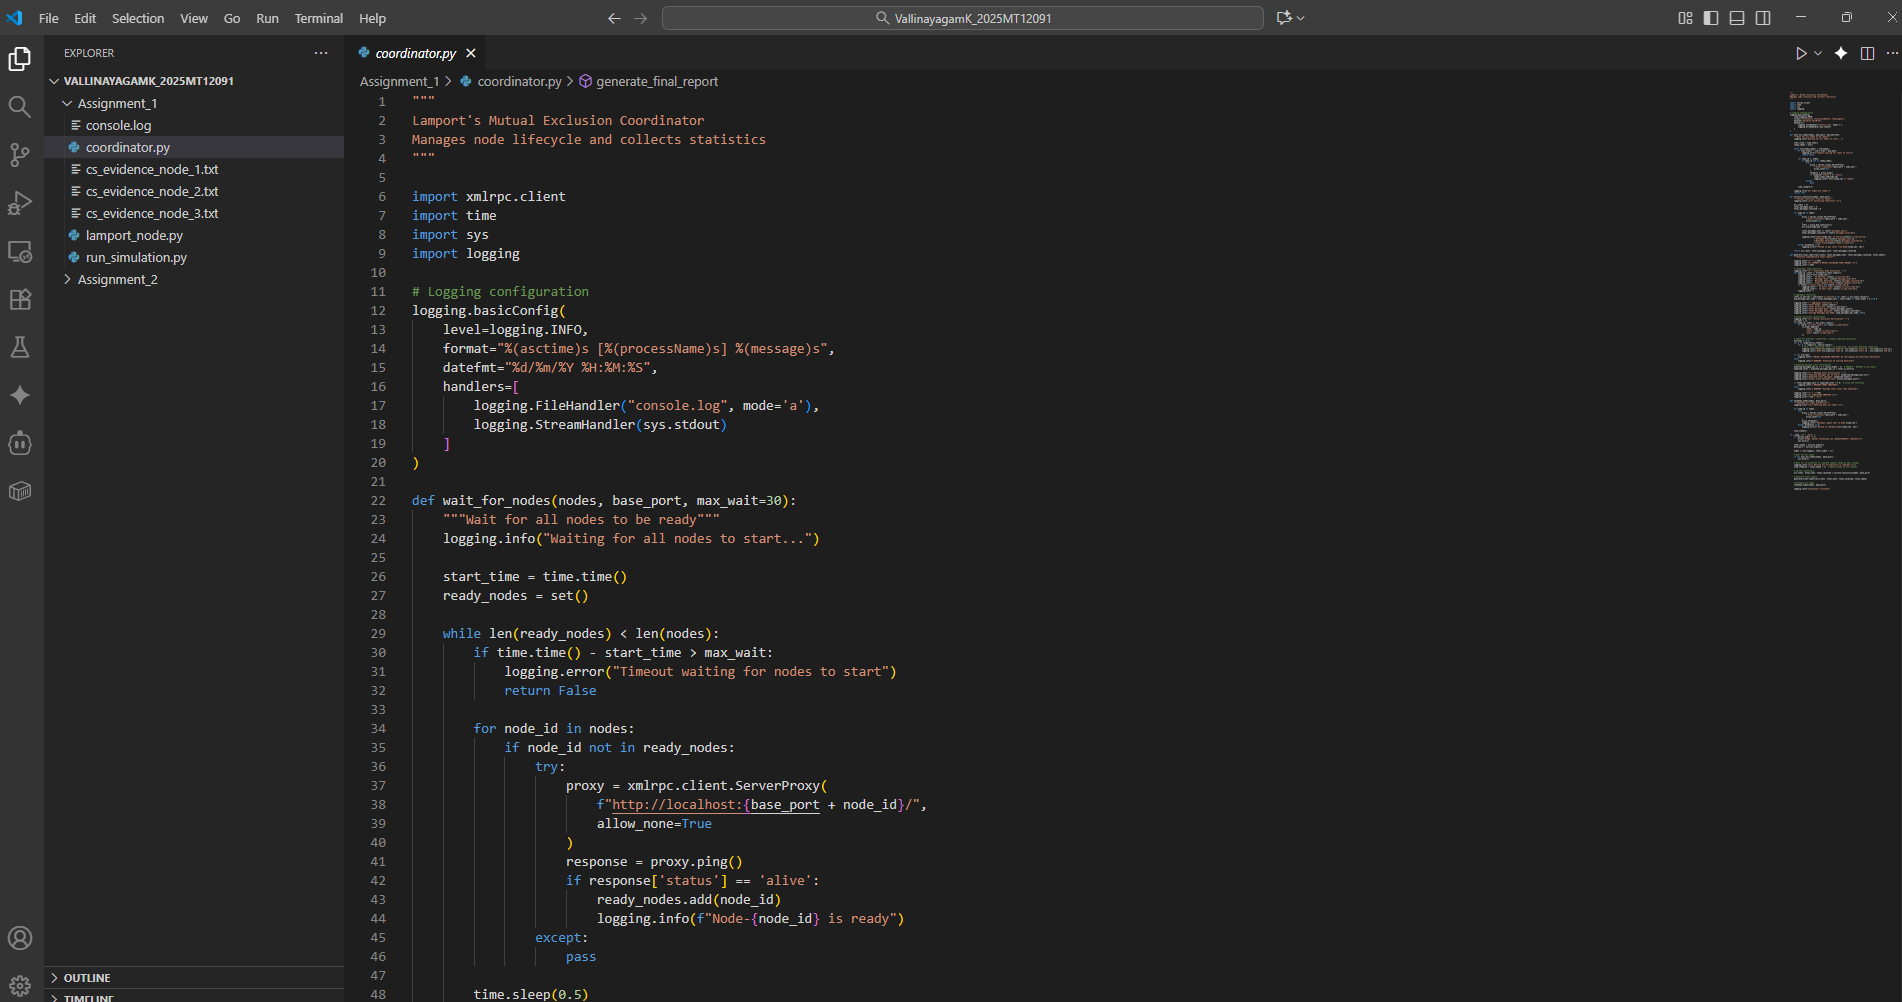 File Edit Selection View Go Run Terminal Help
VallinayagamK_2025MT12091
EXPLORER
VALLINAYAGAMK_2025MT12091
Assignment_1
console.log
coordinator.py
cs_evidence_node_1.txt
cs_evidence_node_2.txt
cs_evidence_node_3.txt
lamport_node.py
run_simulation.py
Assignment_2
OUTLINE
TIMELINE
coordinator.py
Assignment_1 > coordinator.py > generate_final_report
1 """
2 Lamport's Mutual Exclusion Coordinator
3 Manages node lifecycle and collects statistics
4 """
5
6 import xmlrpc.client
7 import time
8 import sys
9 import logging
10
11 # Logging configuration
12 logging.basicConfig(
13 level=logging.INFO,
14 format="%(asctime)s [%(processName)s] %(message)s",
15 datefmt="%d/%m/%Y %H:%M:%S",
16 handlers=[
17 logging.FileHandler("console.log", mode='a'),
18 logging.StreamHandler(sys.stdout)
19 ]
20 )
21
22 def wait_for_nodes(nodes, base_port, max_wait=30):
23 """Wait for all nodes to be ready"""
24 logging.info("Waiting for all nodes to start...")
25
26 start_time = time.time()
27 ready_nodes = set()
28
29 while len(ready_nodes) < len(nodes):
30 if time.time() - start_time > max_wait:
31 logging.error("Timeout waiting for nodes to start")
32 return False
33
34 for node_id in nodes:
35 if node_id not in ready_nodes:
36 try:
37 proxy = xmlrpc.client.ServerProxy(
38 f"http://localhost:{base_port + node_id}/",
39 allow_none=True
40 )
41 response = proxy.ping()
42 if response['status'] == 'alive':
43 ready_nodes.add(node_id)
44 logging.info(f"Node-{node_id} is ready")
45 except:
46 pass
47
48 time.sleep(0.5)